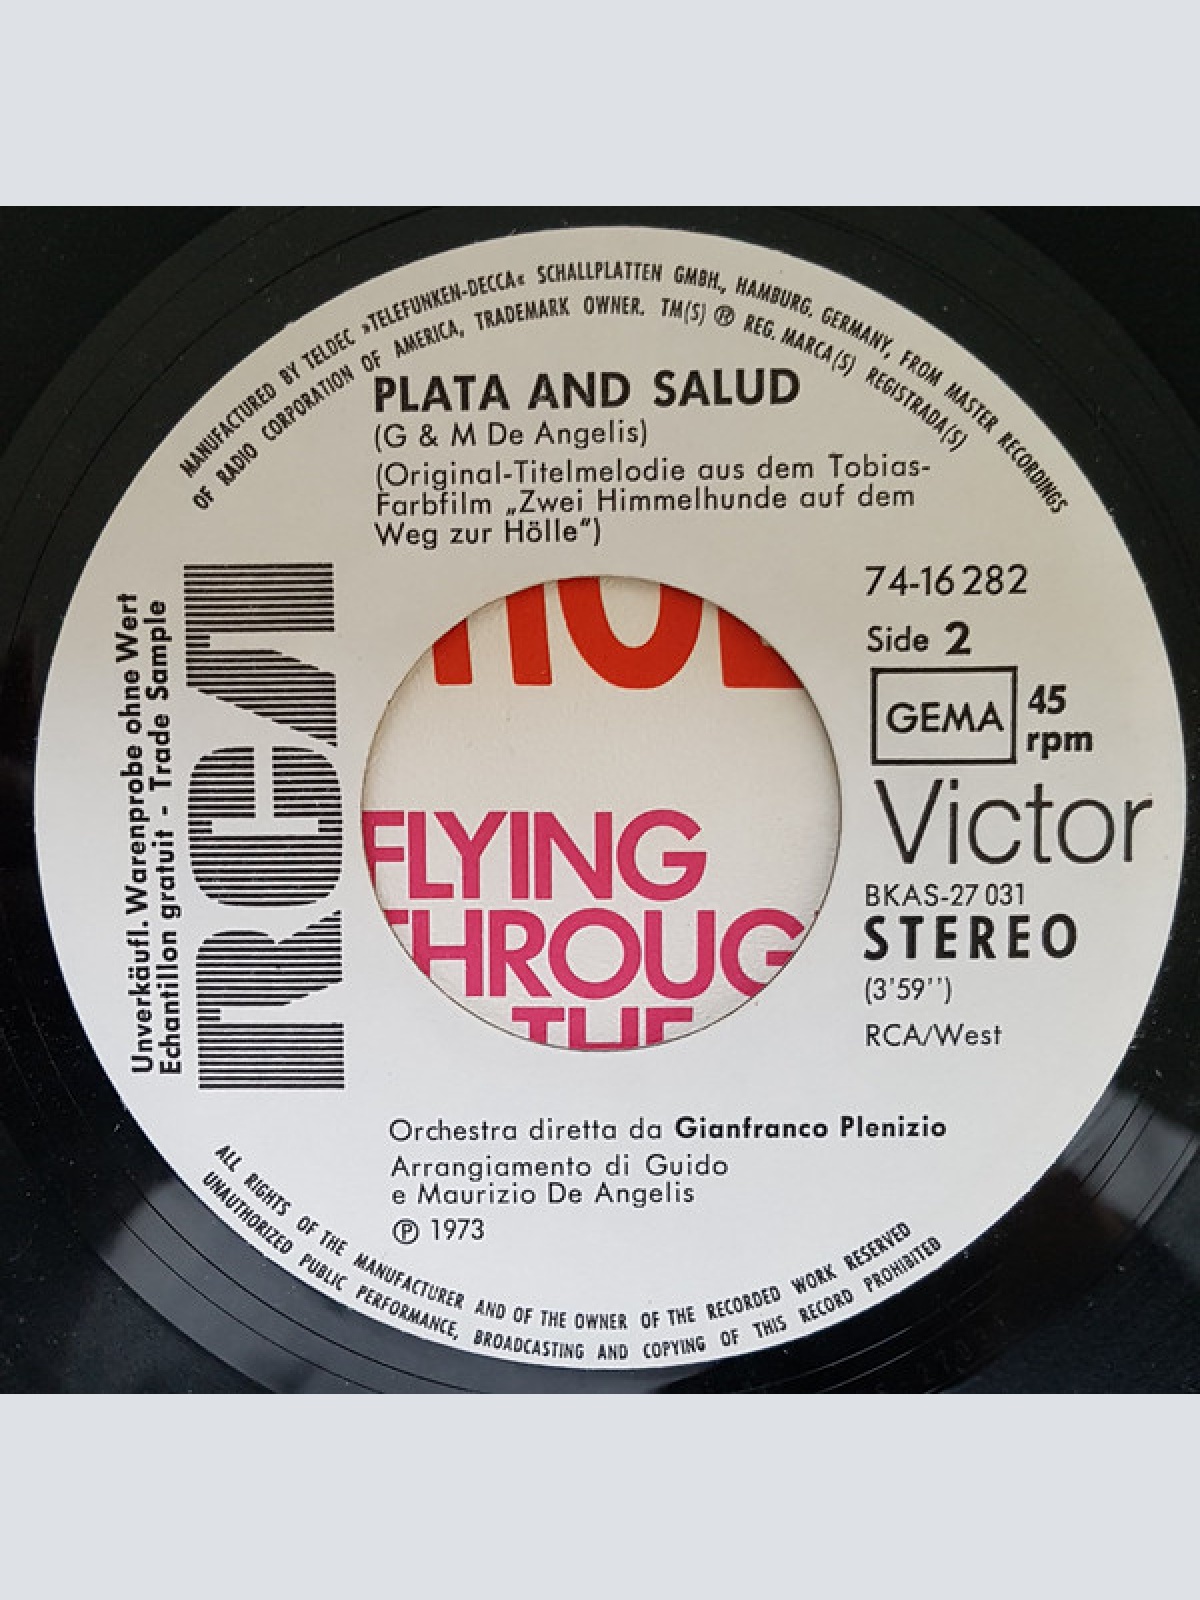 MANUFACTURED BY TELDEC »TELEFUNKEN-DECCA« SCHALLPLATTEN GMBH., HAMBURG, GERMANY, FROM MASTER RECORDINGS
OF RADIO CORPORATION OF AMERICA, TRADEMARK OWNER. TM(S) ® REG. MARCA(S) REGISTRADA(S)
PLATA AND SALUD
(G & M De Angelis)
(Original-Titelmelodie aus dem Tobias-
Farbfilm „Zwei Himmelhunde auf dem
Weg zur Hölle“)
Unverkäufl. Warenprobe ohne Wert
Echantillon gratuit - Trade Sample
RCA
74-16 282
Side 2
GEMA
45
rpm
Victor
BKAS-27 031
STEREO
(3'59'')
RCA/West
FLYING
THROUG
THE
Orchestra diretta da Gianfranco Plenizio
Arrangiamento di Guido
e Maurizio De Angelis
℗ 1973
ALL RIGHTS OF THE MANUFACTURER AND OF THE OWNER OF THE RECORDED WORK RESERVED
UNAUTHORIZED PUBLIC PERFORMANCE, BROADCASTING AND COPYING OF THIS RECORD PROHIBITED